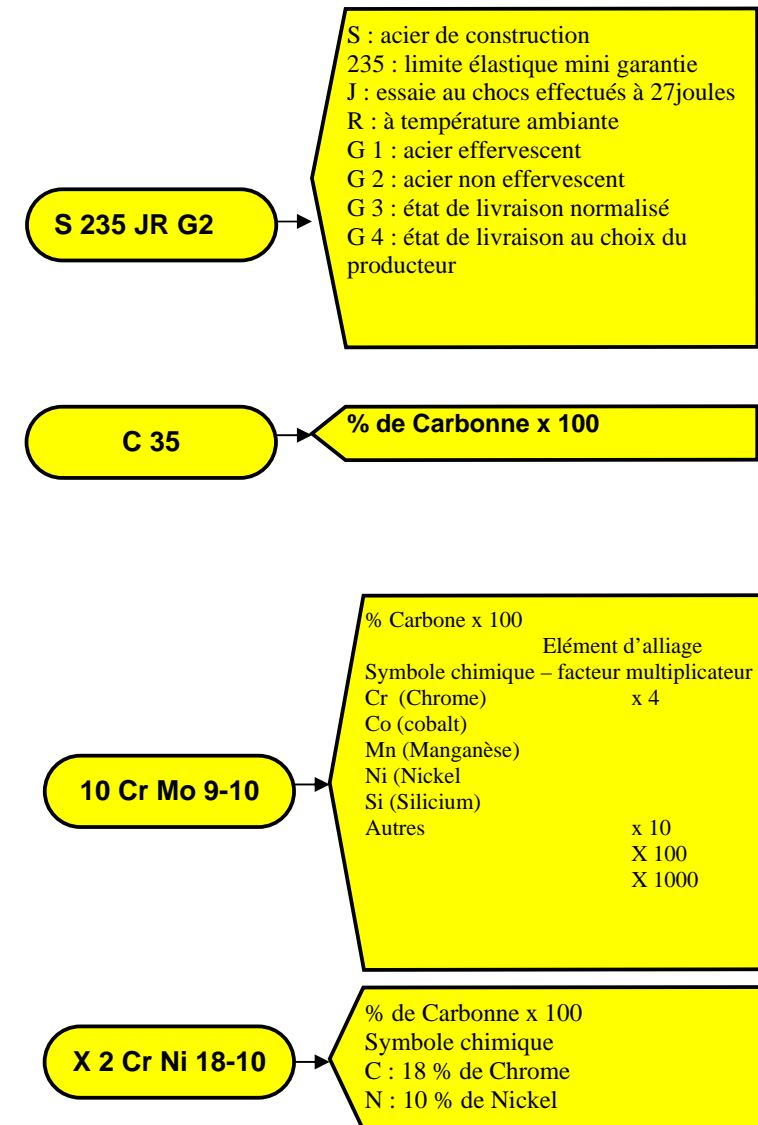 S : acier de construction
235 : limite élastique mini garantie
J : essaie au chocs effectués à 27joules
R : à température ambiante
G 1 : acier effervescent
G 2 : acier non effervescent
G 3 : état de livraison normalisé
G 4 : état de livraison au choix du
producteur
S 235 JR G2
C 35
% de Carbonne x 100
% Carbone x 100
Elément d’alliage
Symbole chimique – facteur multiplicateur
Cr (Chrome) x 4
Co (cobalt)
Mn (Manganèse)
Ni (Nickel
Si (Silicium)
Autres x 10
X 100
X 1000
10 Cr Mo 9-10
% de Carbonne x 100
Symbole chimique
C : 18 % de Chrome
N : 10 % de Nickel
X 2 Cr Ni 18-10